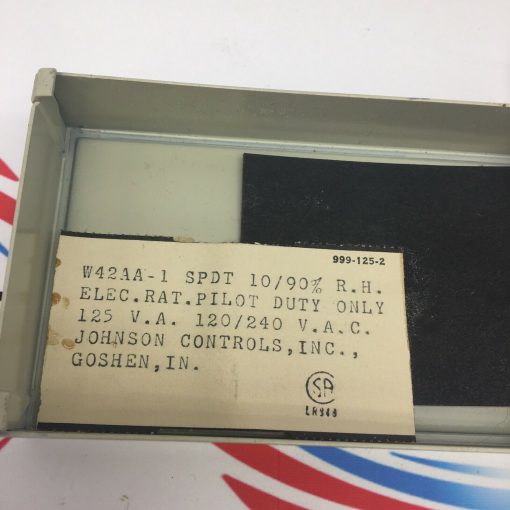 999-125-2
W42AA-1 SPDT 10/90% R.H.
ELEC.RAT.PILOT DUTY ONLY
125 V.A. 120/240 V.A.C.
JOHNSON CONTROLS,INC.,
GOSHEN,IN.
SA